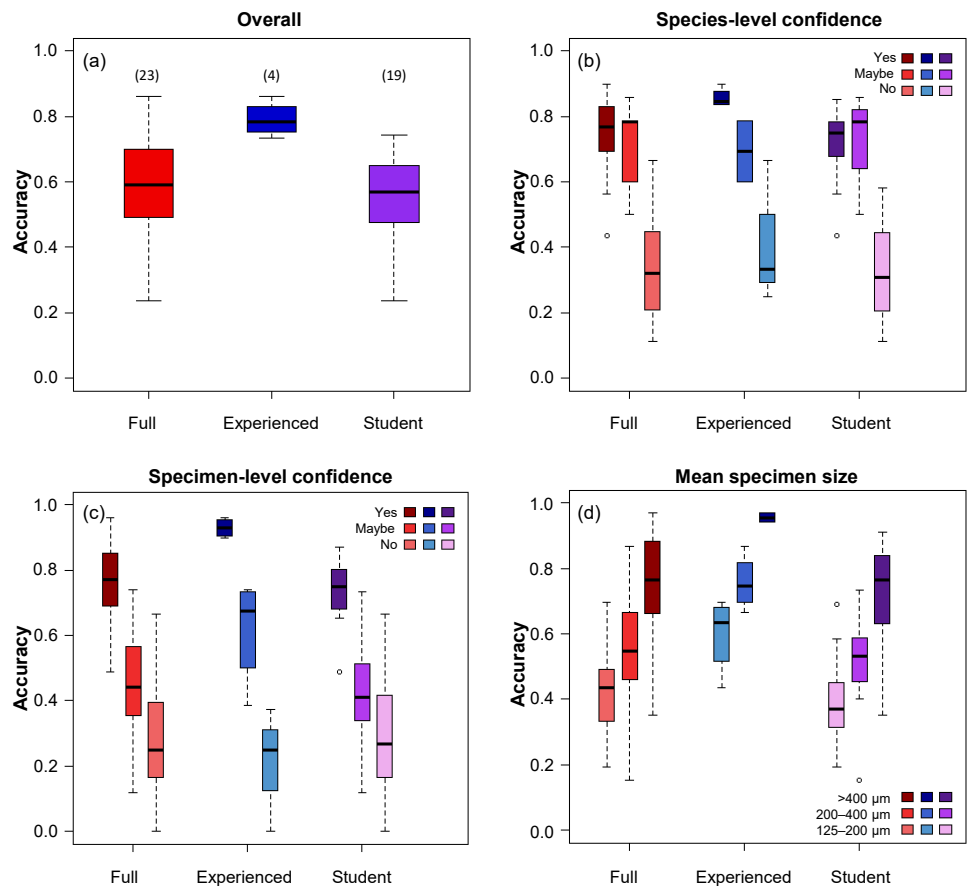 Overall
(a)
(23)
(4)
(19)
1.0
0.8
0.6
0.4
0.2
0.0
Accuracy
Full
Experienced
Student
Species-level confidence
(b)
Yes
Maybe
No
1.0
0.8
0.6
0.4
0.2
0.0
Accuracy
Full
Experienced
Student
Specimen-level confidence
(c)
Yes
Maybe
No
1.0
0.8
0.6
0.4
0.2
0.0
Accuracy
Full
Experienced
Student
Mean specimen size
(d)
1.0
0.8
0.6
0.4
0.2
0.0
Accuracy
>400 µm
200–400 µm
125–200 µm
Full
Experienced
Student